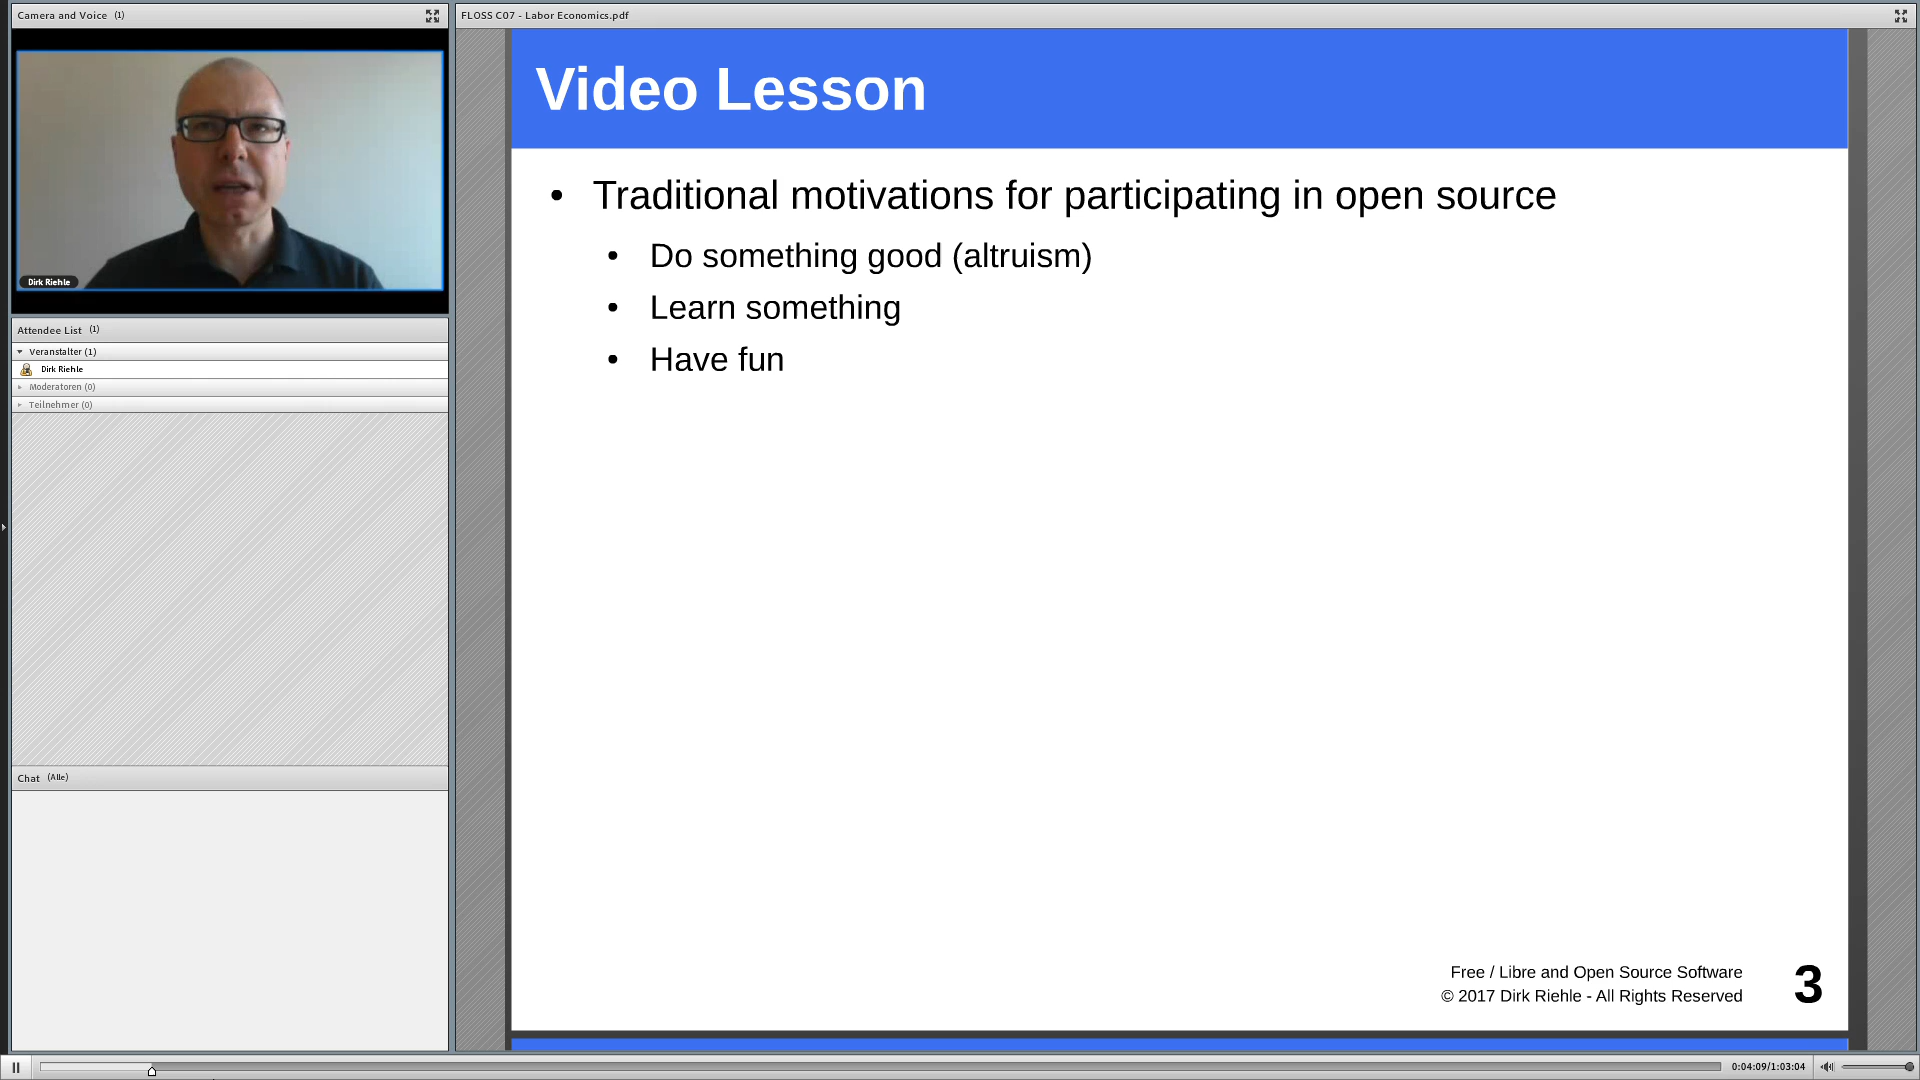 Camera and Voice (1)
Dirk Riehle
Attendee List (1)
Veranstalter (1)
Dirk Riehle
Moderatoren (0)
Teilnehmer (0)
Chat (Alle)
FLOSS C07 - Labor Economics.pdf
Video Lesson
• Traditional motivations for participating in open source
• Do something good (altruism)
• Learn something
• Have fun
Free / Libre and Open Source Software
© 2017 Dirk Riehle - All Rights Reserved
3
0:04:09/1:03:04